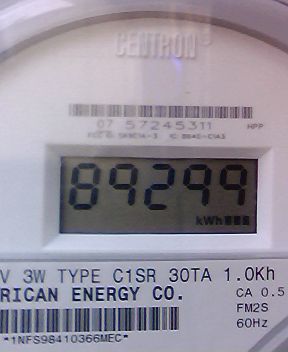 CENTRON
07 57245311 HPP
89299
kWh
V 3W TYPE C1SR 30TA 1.0Kh
RICAN ENERGY CO. CA 0.5
FM2S
60Hz
*1NFS98410366MEC*